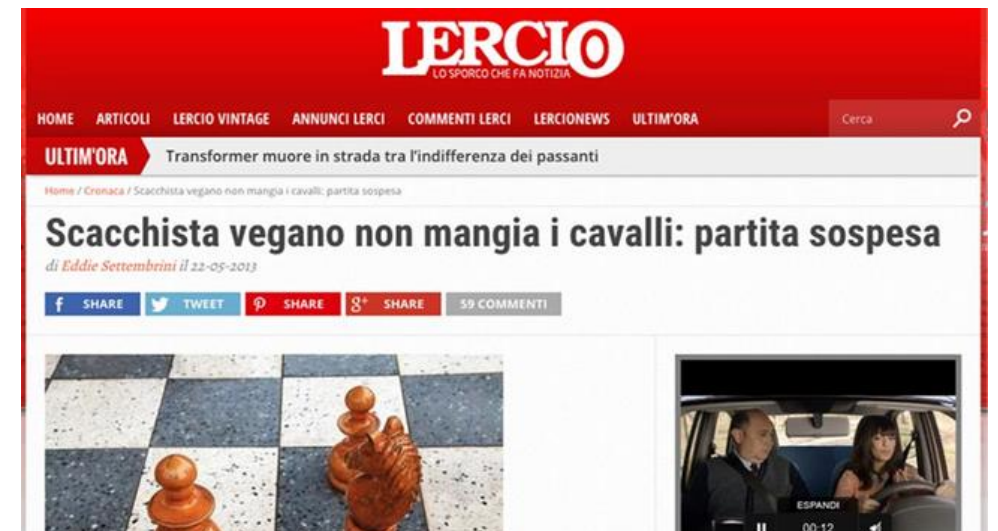 LERCIO
LO SPORCO CHE FA NOTIZIA
HOME ARTICOLI LERCIO VINTAGE ANNUNCI LERCI COMMENTI LERCI LERCIONEWS ULTIM'ORA Cerca
ULTIM'ORA Transformer muore in strada tra l'indifferenza dei passanti
Home / Cronaca / Scacchista vegano non mangia i cavalli: partita sospesa
Scacchista vegano non mangia i cavalli: partita sospesa
di Eddie Settembrini il 22-05-2013
f SHARE TWEET SHARE g+ SHARE 59 COMMENTI
ESPANDI
00:12